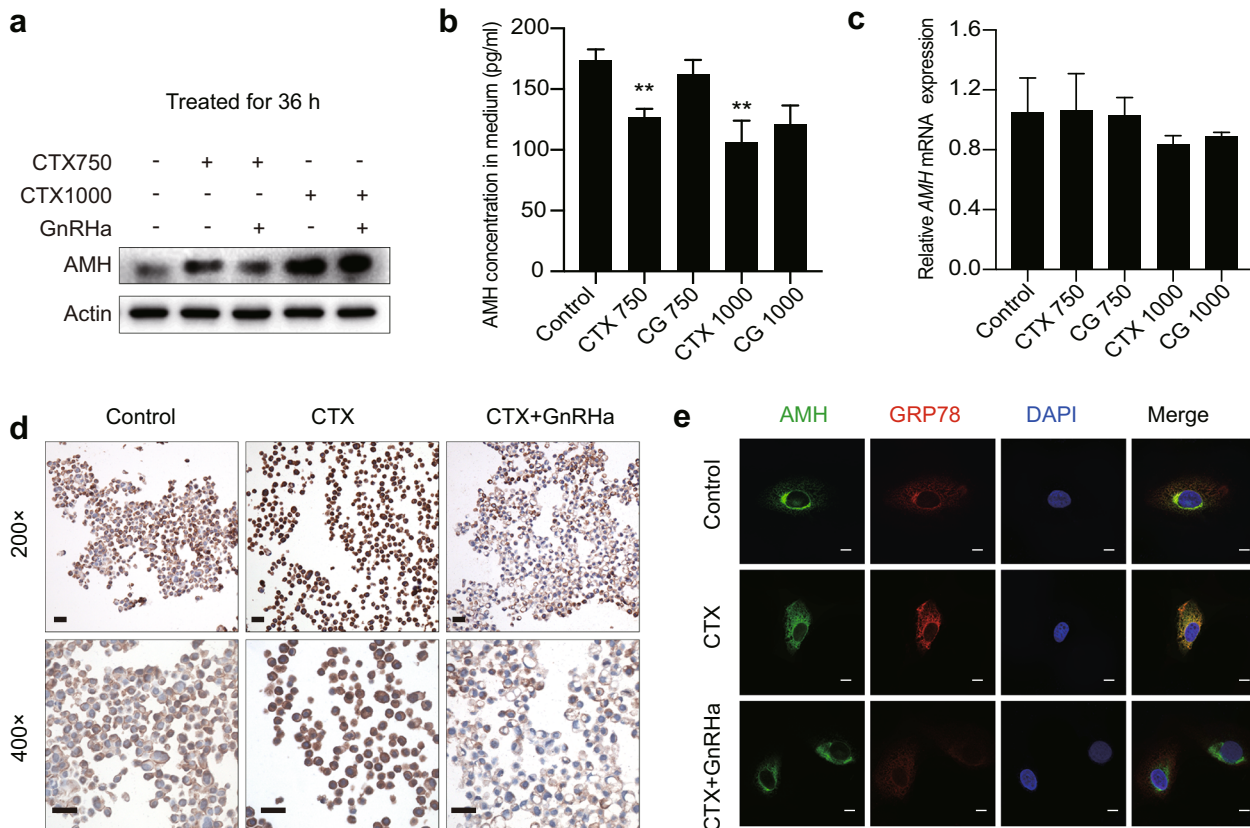 a
Treated for 36 h
CTX750 - + + - -
CTX1000 - - - + +
GnRHa - - + - +
AMH
Actin
b
AMH concentration in medium (pg/ml)
200
150
100
50
0
** **
Control CTX 750 CG 750 CTX 1000 CG 1000
c
Relative AMH mRNA expression
1.6
1.2
0.8
0.4
0.0
Control CTX 750 CG 750 CTX 1000 CG 1000
d
Control CTX CTX+GnRHa
200×
400×
e
AMH GRP78 DAPI Merge
Control
CTX
CTX+GnRHa